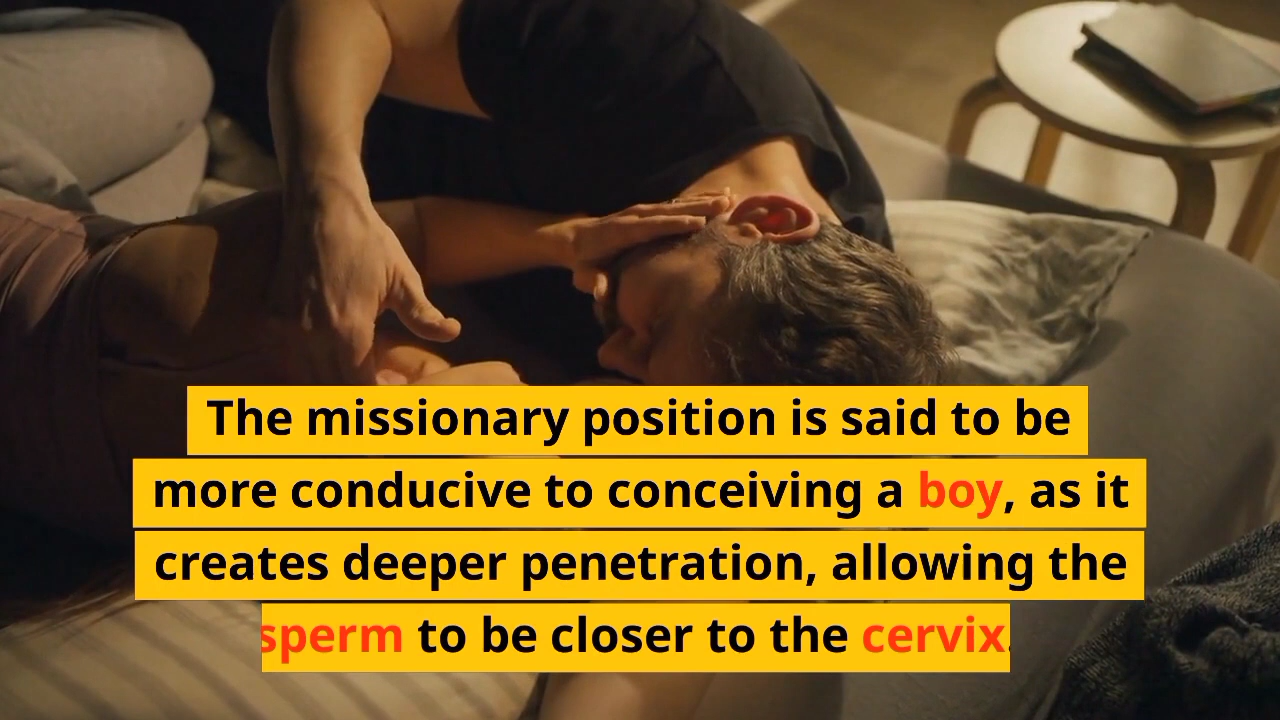 The missionary position is said to be
more conducive to conceiving a boy, as it
creates deeper penetration, allowing the
sperm to be closer to the cervix.